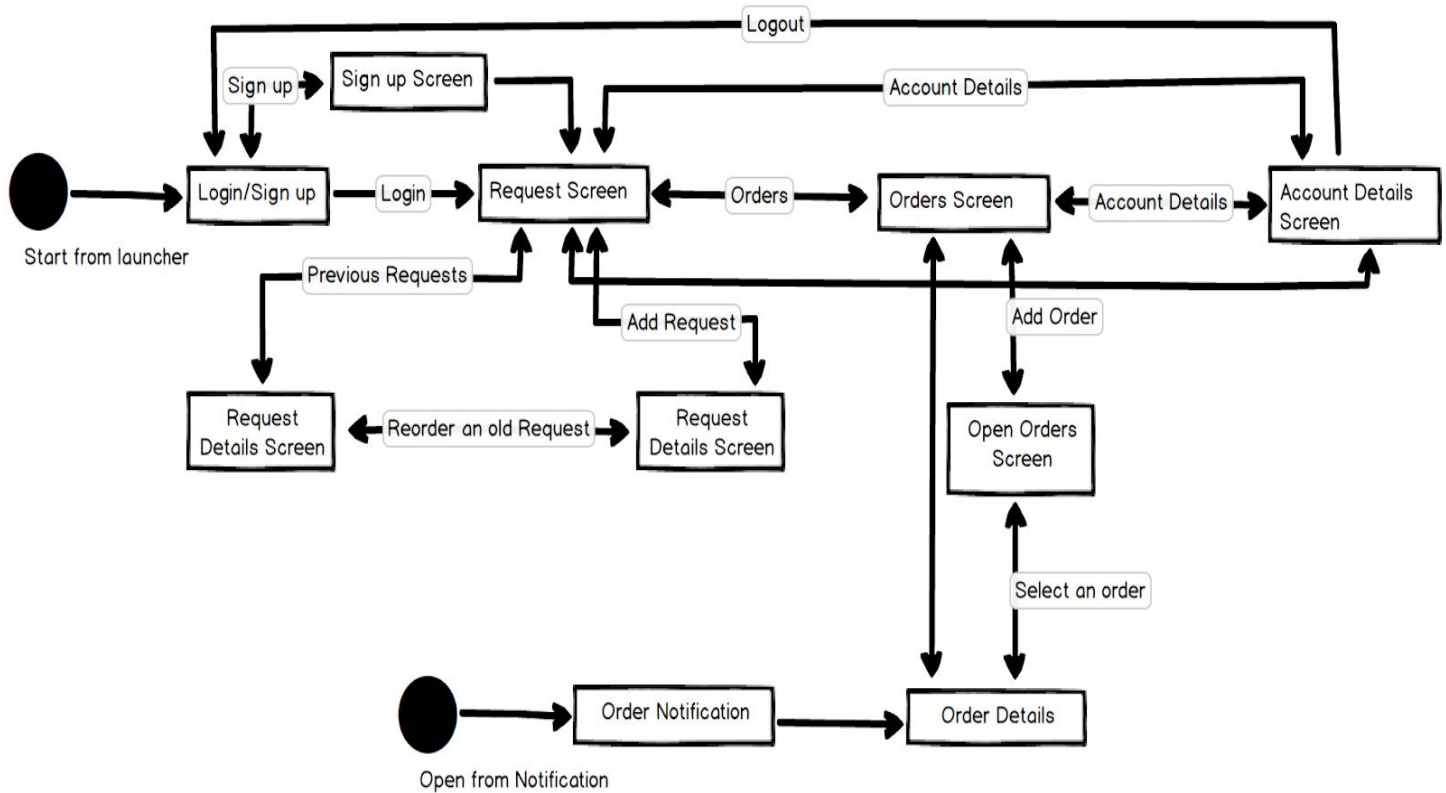 Logout
Sign up
Sign up Screen
Account Details
Login/Sign up
Login
Request Screen
Orders
Orders Screen
Account Details
Account Details
Screen
Start from launcher
Previous Requests
Add Request
Add Order
Request
Details Screen
Reorder an old Request
Request
Details Screen
Open Orders
Screen
Select an order
Order Notification
Order Details
Open from Notification